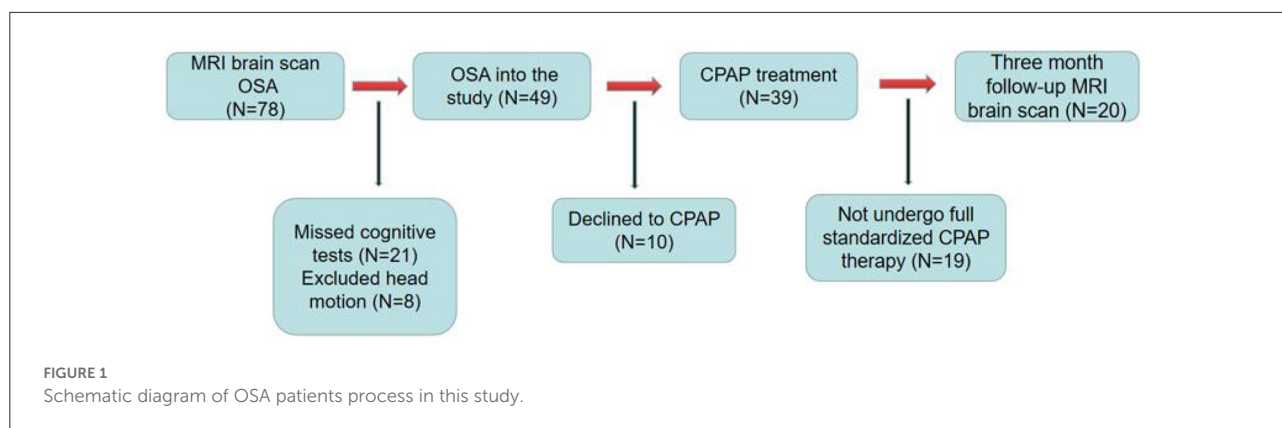 MRI brain scan
OSA
(N=78)
OSA into the
study (N=49)
CPAP treatment
(N=39)
Three month
follow-up MRI
brain scan (N=20)
Missed cognitive
tests (N=21)
Excluded head
motion (N=8)
Declined to CPAP
(N=10)
Not undergo full
standardized CPAP
therapy (N=19)
FIGURE 1
Schematic diagram of OSA patients process in this study.